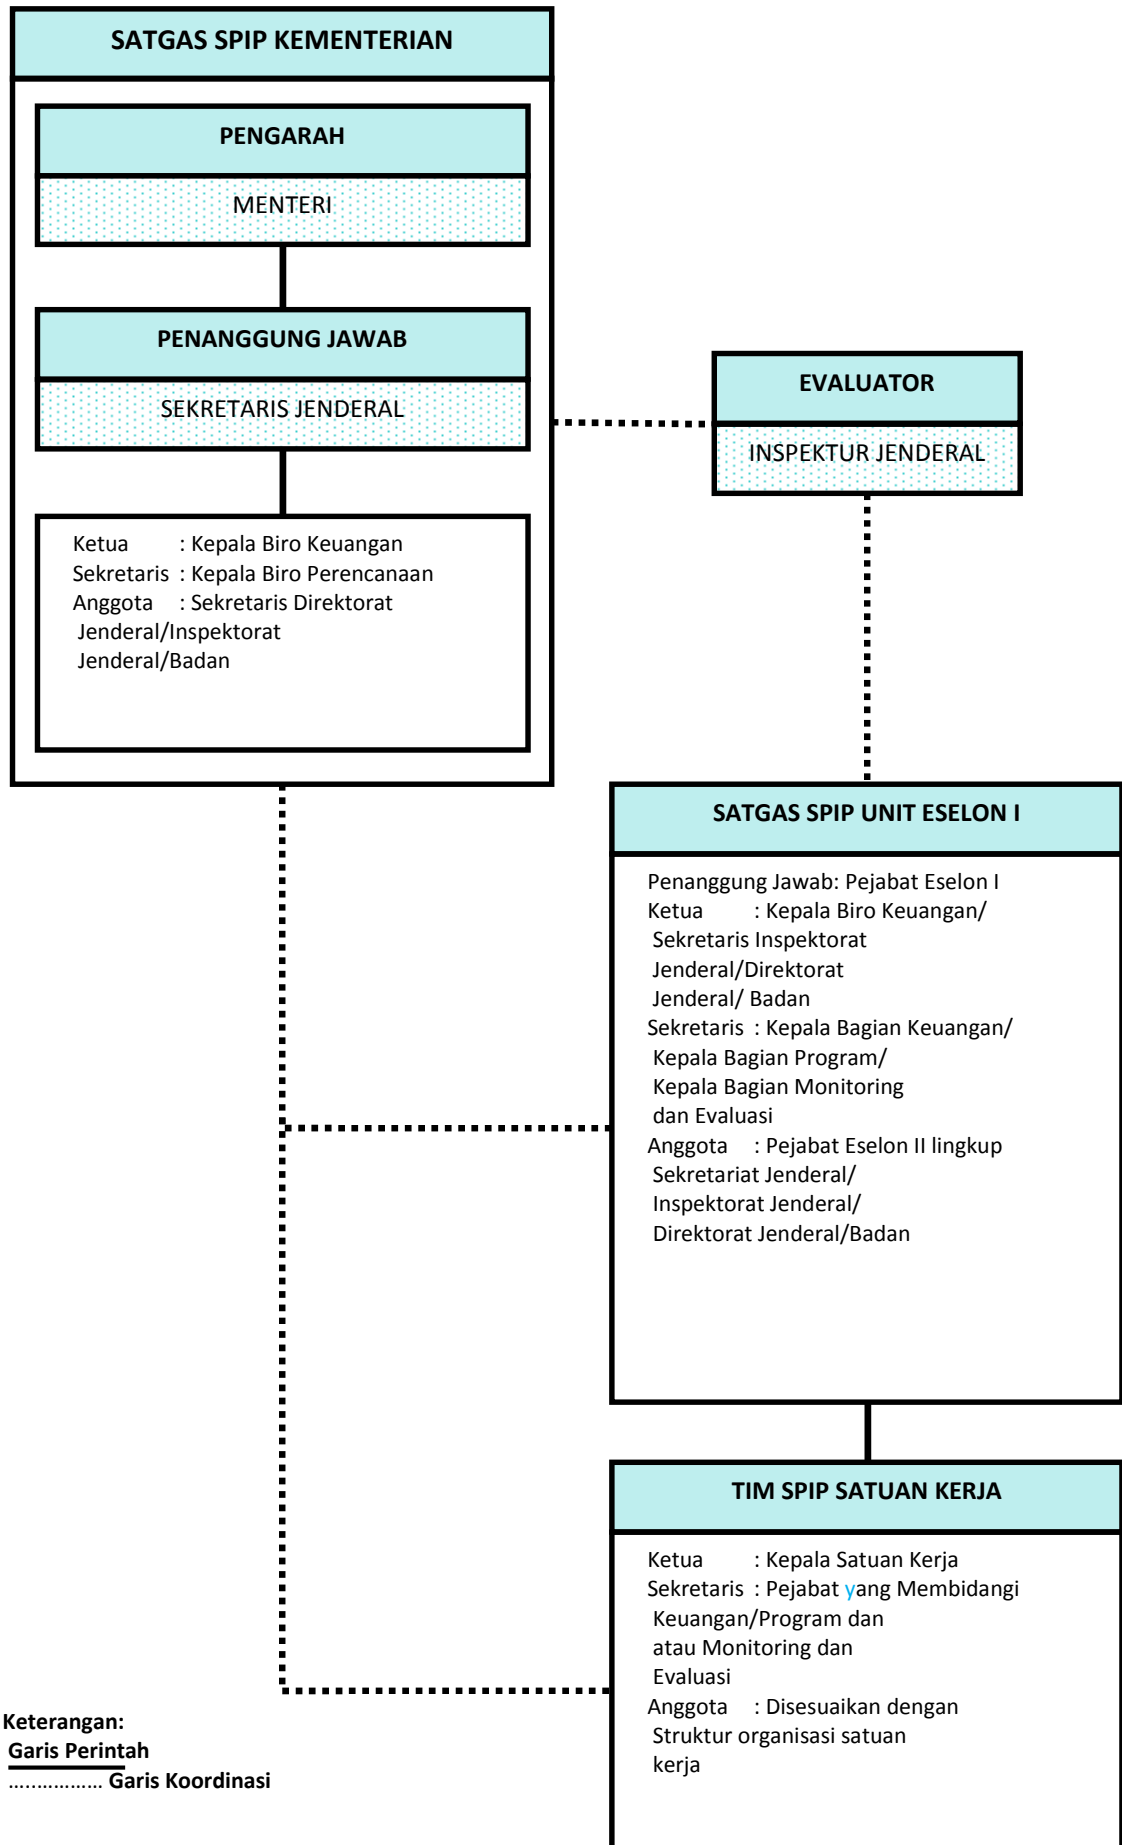 SATGAS SPIP KEMENTERIAN
PENGARAH
MENTERI
PENANGGUNG JAWAB
SEKRETARIS JENDERAL
Ketua : Kepala Biro Keuangan
Sekretaris : Kepala Biro Perencanaan
Anggota : Sekretaris Direktorat
Jenderal/Inspektorat
Jenderal/Badan
EVALUATOR
INSPEKTUR JENDERAL
SATGAS SPIP UNIT ESELON I
Penanggung Jawab: Pejabat Eselon I
Ketua : Kepala Biro Keuangan/
Sekretaris Inspektorat
Jenderal/Direktorat
Jenderal/ Badan
Sekretaris : Kepala Bagian Keuangan/
Kepala Bagian Program/
Kepala Bagian Monitoring
dan Evaluasi
Anggota : Pejabat Eselon II lingkup
Sekretariat Jenderal/
Inspektorat Jenderal/
Direktorat Jenderal/Badan
TIM SPIP SATUAN KERJA
Ketua : Kepala Satuan Kerja
Sekretaris : Pejabat yang Membidangi
Keuangan/Program dan
atau Monitoring dan
Evaluasi
Anggota : Disesuaikan dengan
Struktur organisasi satuan
kerja
Keterangan:
Garis Perintah
…..………… Garis Koordinasi